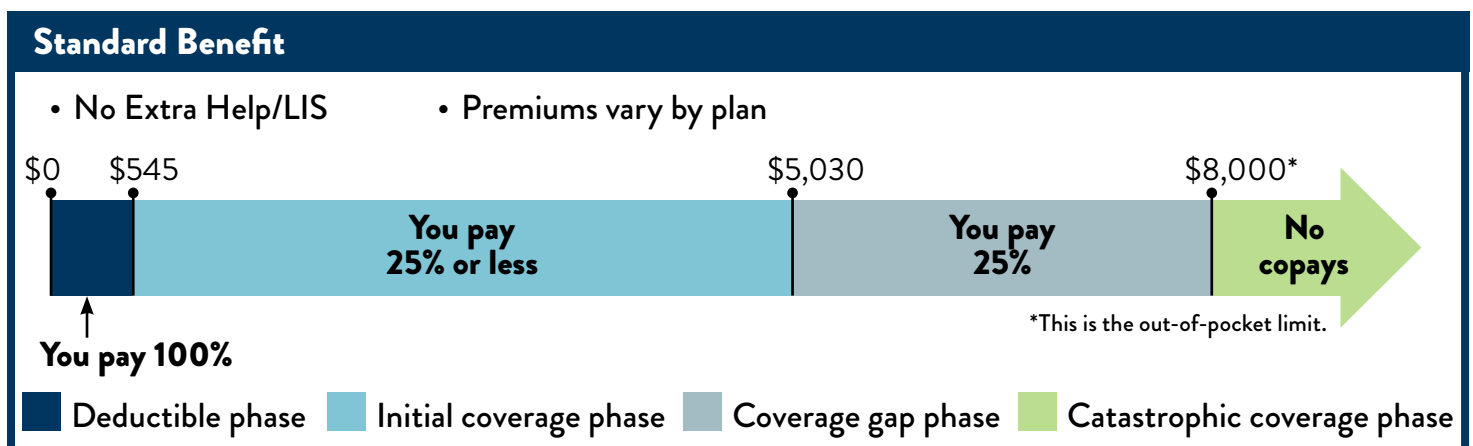 Standard Benefit
• No Extra Help/LIS • Premiums vary by plan
$0 $545 $5,030 $8,000*
You pay
25% or less
You pay
25%
No
copays
*This is the out-of-pocket limit.
You pay 100%
Deductible phase Initial coverage phase Coverage gap phase Catastrophic coverage phase